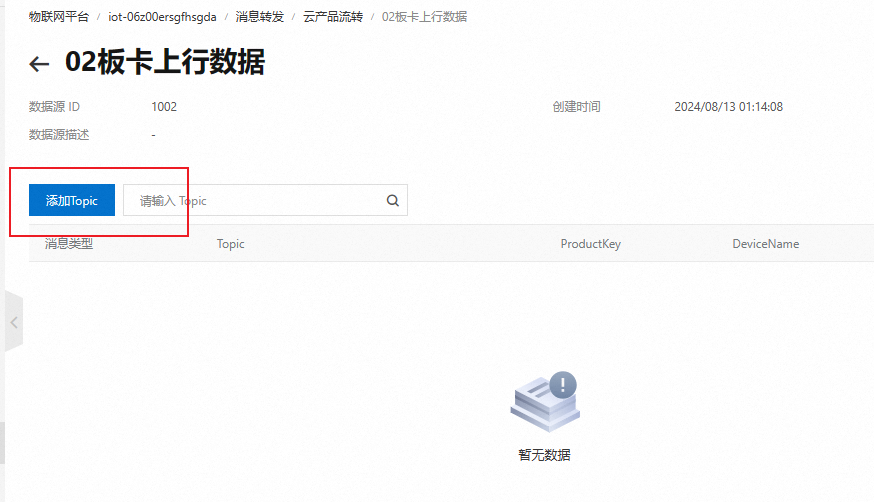 物联网平台 / iot-06z00ersgfhsgda / 消息转发 / 云产品流转 / 02板卡上行数据
02板卡上行数据
数据源 ID 1002 创建时间 2024/08/13 01:14:08
数据源描述 -
添加Topic 请输入 Topic
消息类型 Topic ProductKey DeviceName
暂无数据